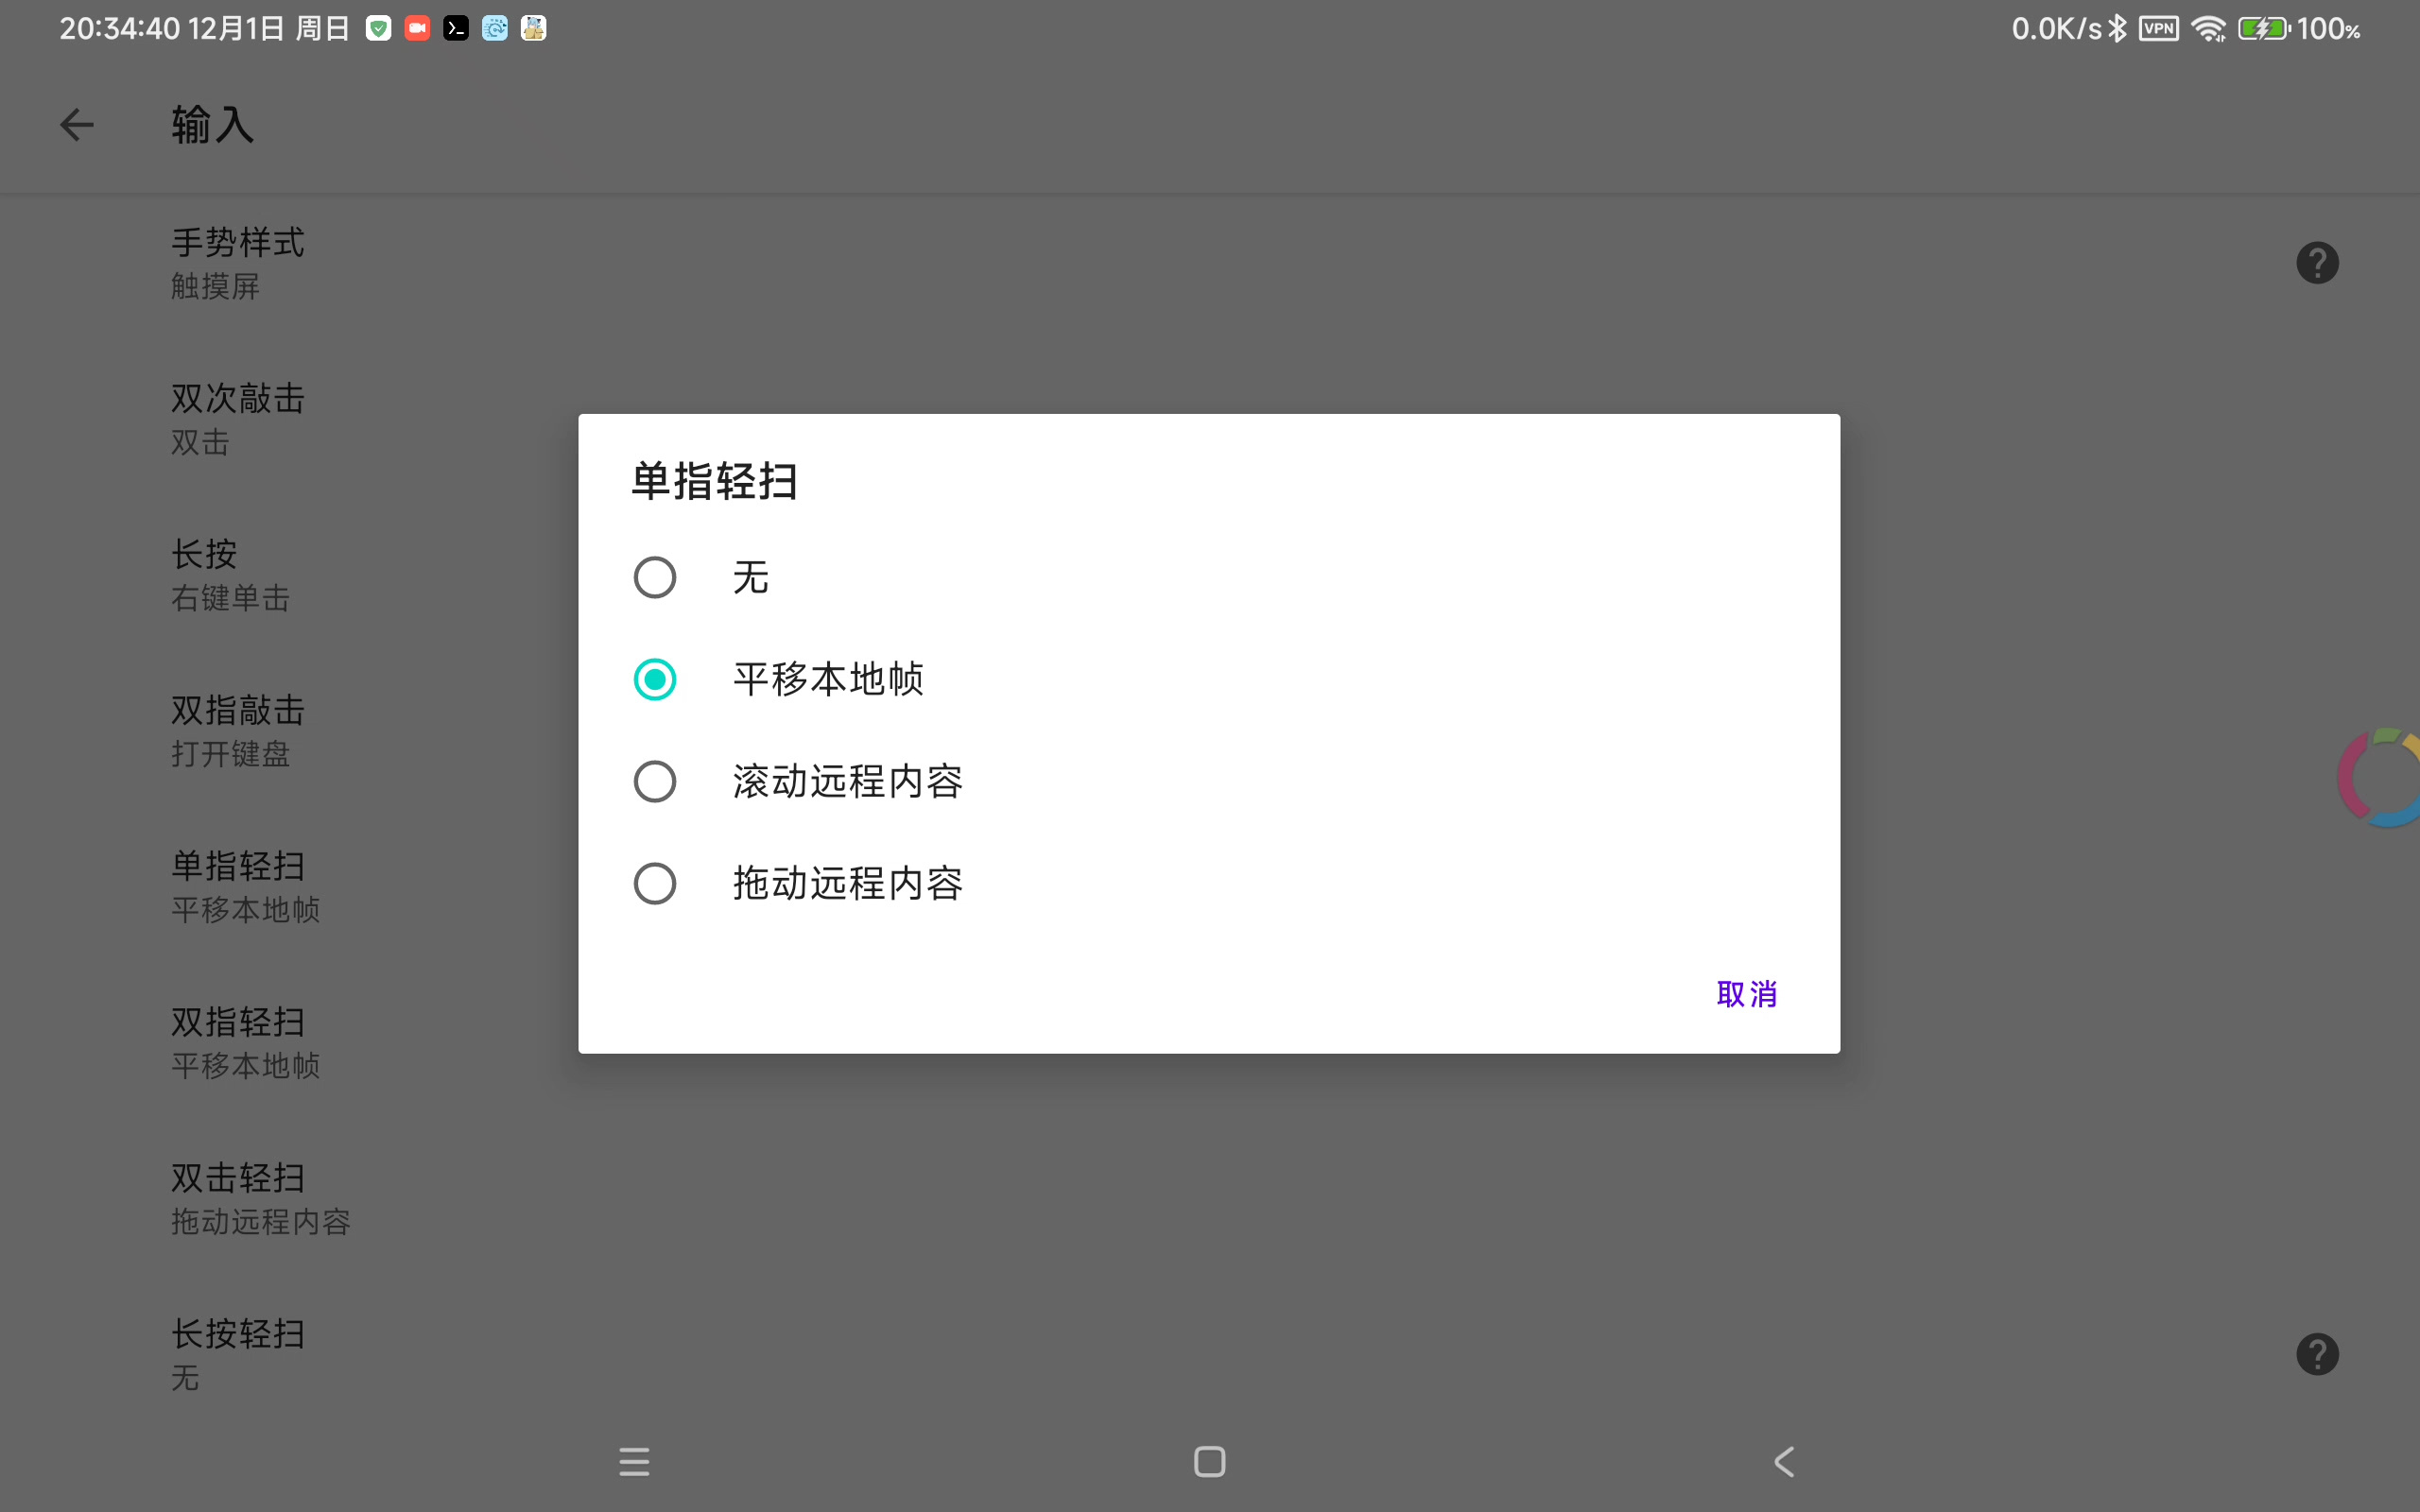 20:34:40 12月1日 周日
0.0K/s VPN 100%
输入
手势样式
触摸屏
双次敲击
双击
长按
右键单击
双指敲击
打开键盘
单指轻扫
平移本地帧
双指轻扫
平移本地帧
双击轻扫
拖动远程内容
长按轻扫
无
单指轻扫
无
平移本地帧
滚动远程内容
拖动远程内容
取消